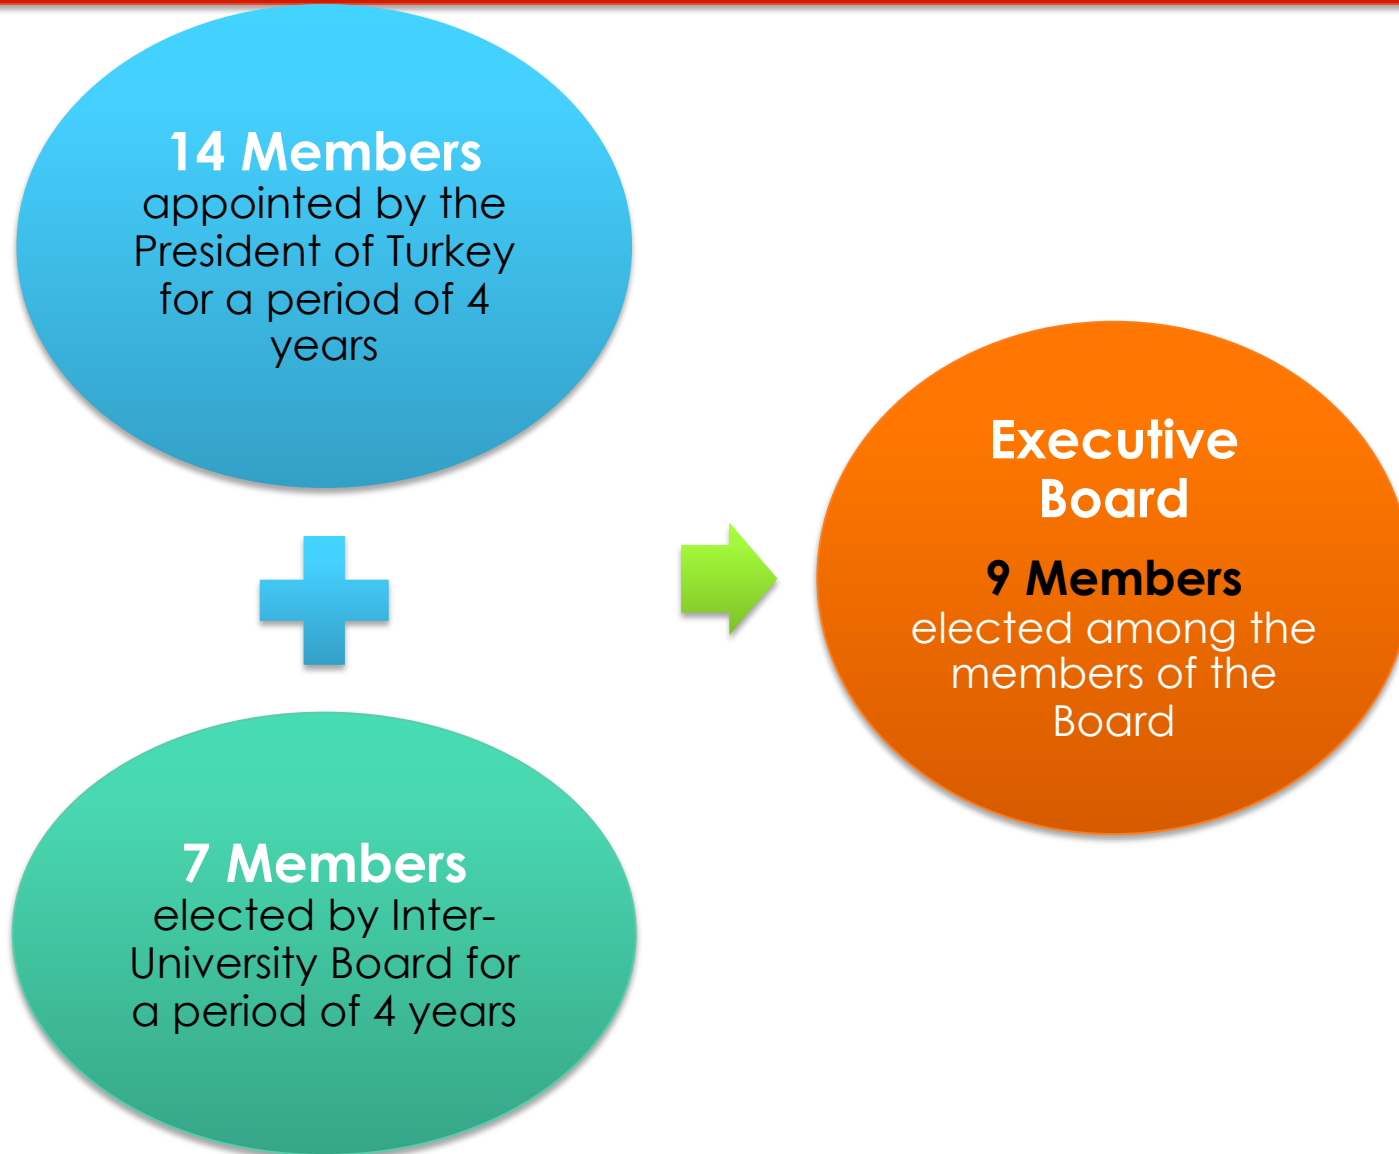 14 Members
appointed by the
President of Turkey
for a period of 4
years
7 Members
elected by Inter-
University Board for
a period of 4 years
Executive
Board
9 Members
elected among the
members of the
Board